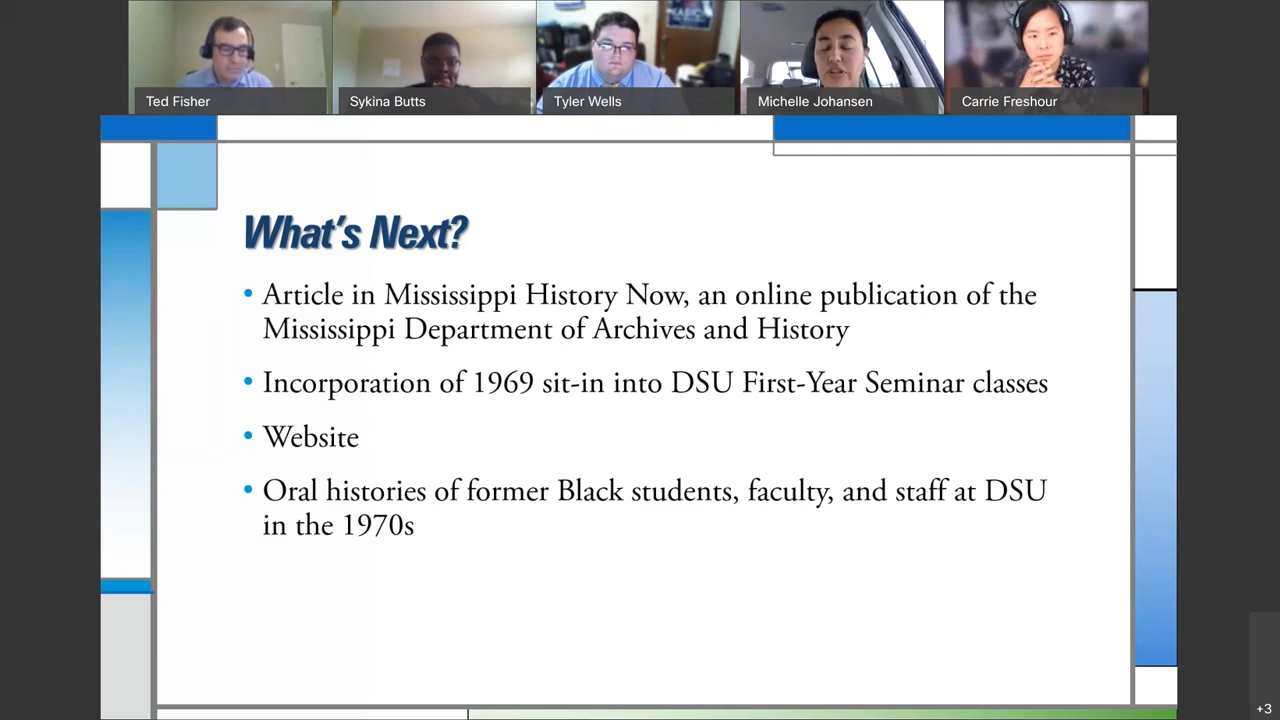 Ted Fisher
Sykina Butts
Tyler Wells
Michelle Johansen
Carrie Freshour
What's Next?
• Article in Mississippi History Now, an online publication of the
Mississippi Department of Archives and History
• Incorporation of 1969 sit-in into DSU First-Year Seminar classes
• Website
• Oral histories of former Black students, faculty, and staff at DSU
in the 1970s
+3